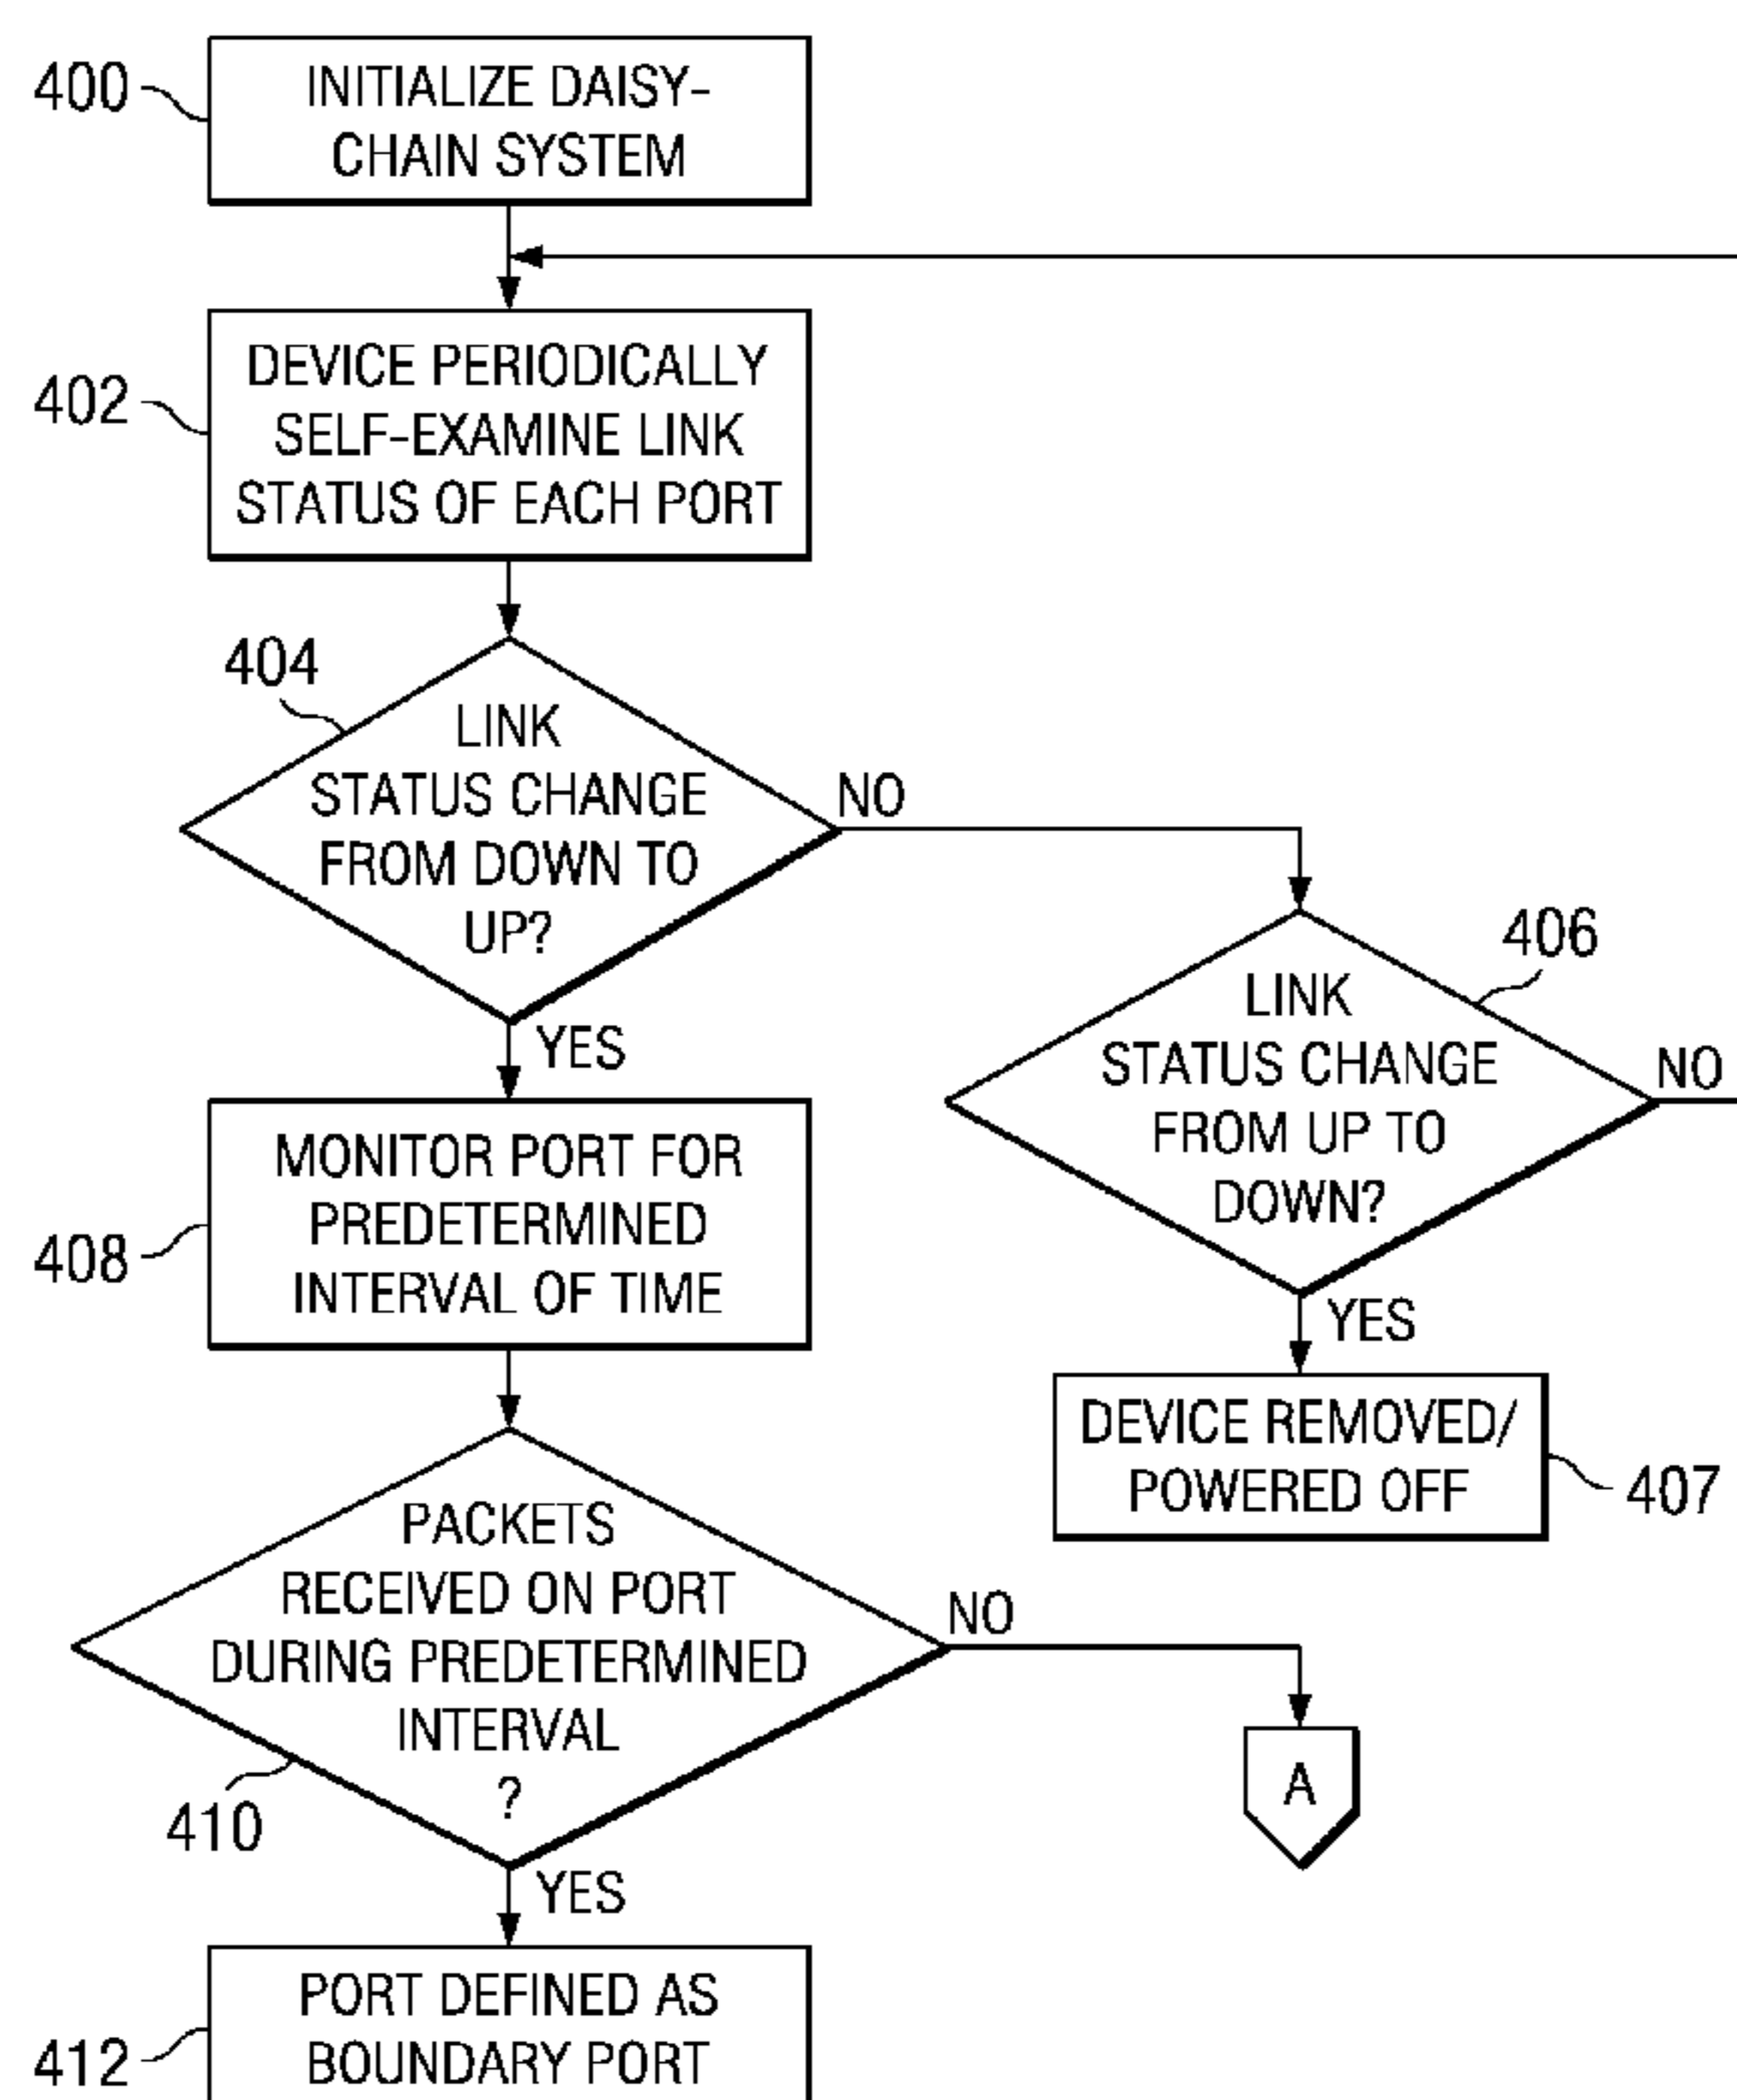 400
INITIALIZE DAISY-
CHAIN SYSTEM
402
DEVICE PERIODICALLY
SELF-EXAMINE LINK
STATUS OF EACH PORT
404
LINK
STATUS CHANGE
FROM DOWN TO
UP?
NO
YES
406
LINK
STATUS CHANGE
FROM UP TO
DOWN?
NO
YES
408
MONITOR PORT FOR
PREDETERMINED
INTERVAL OF TIME
DEVICE REMOVED/
POWERED OFF
407
PACKETS
RECEIVED ON PORT
DURING PREDETERMINED
INTERVAL
?
410
NO
A
YES
412
PORT DEFINED AS
BOUNDARY PORT